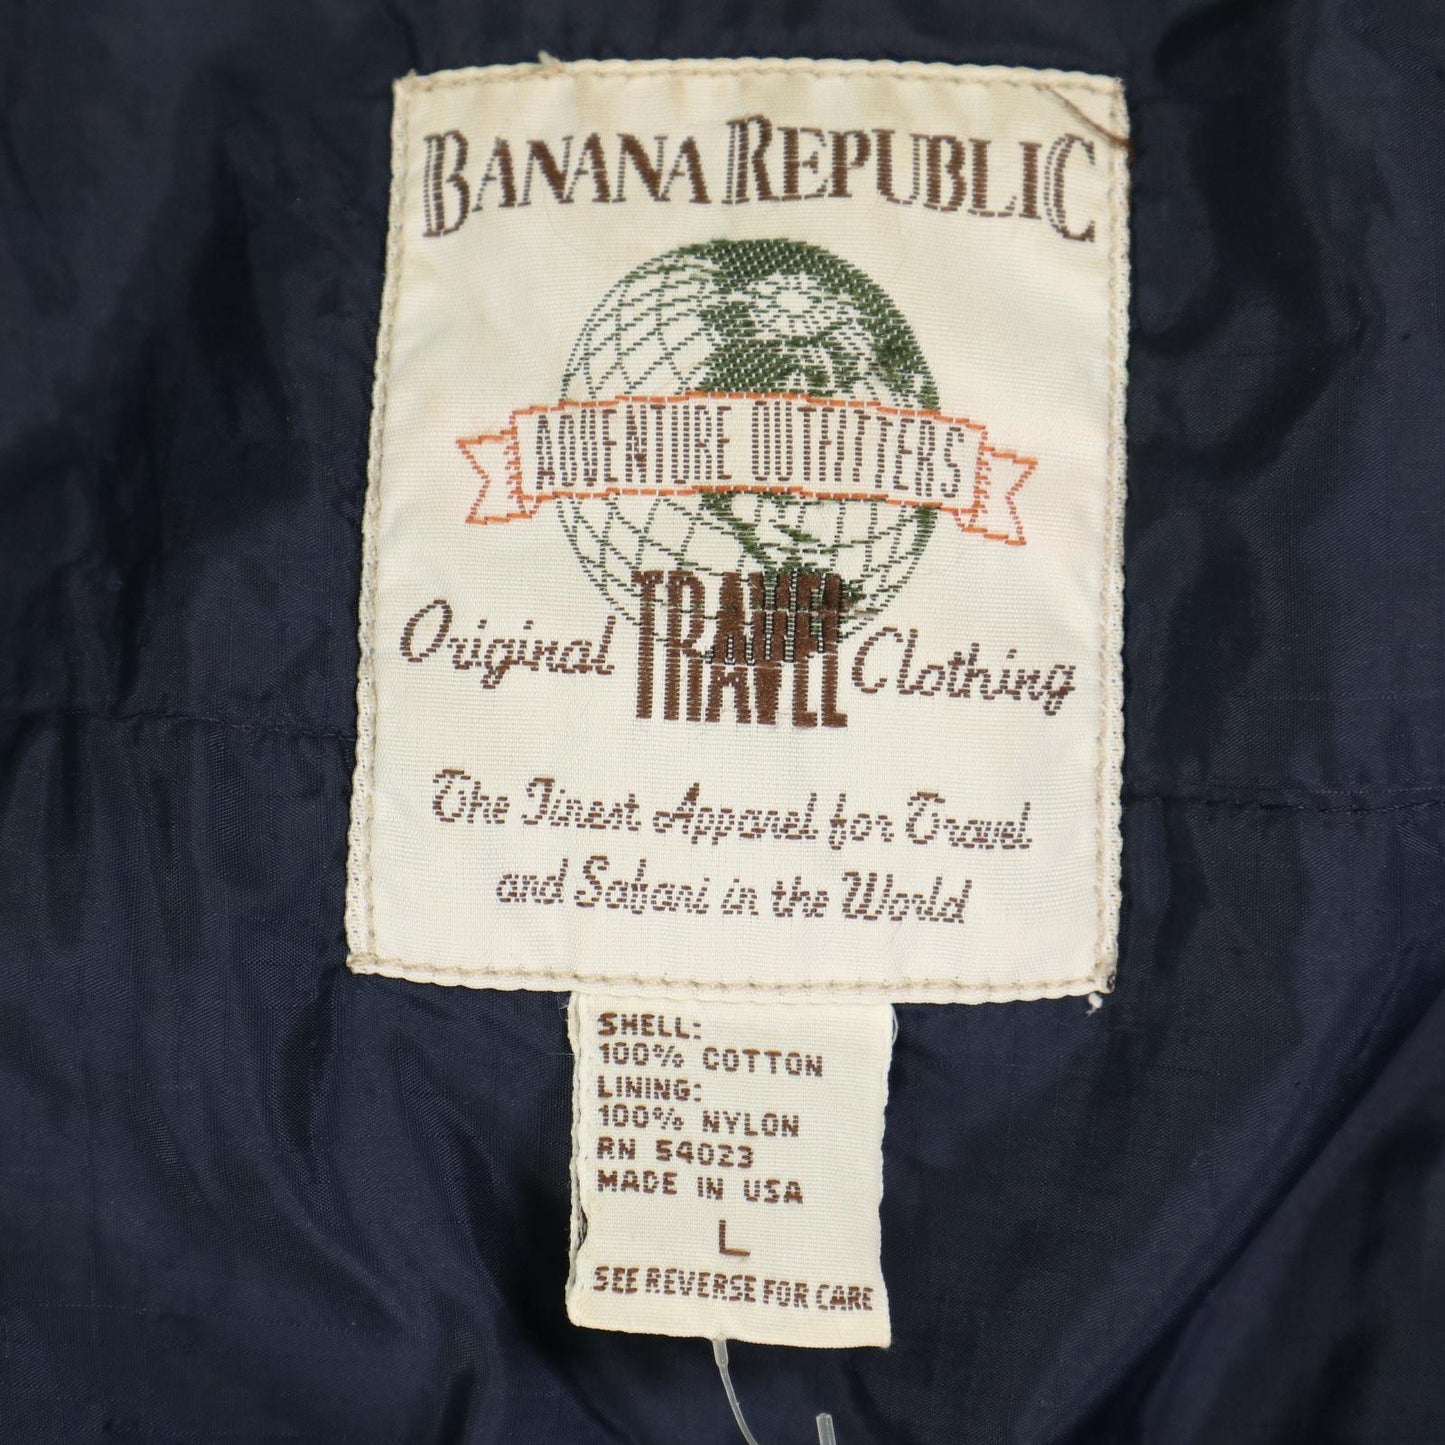 BANANA REPUBLIC
ADVENTURE OUTFITTERS
Original TRAVEL Clothing
The Finest Apparel for Travel
and Safari in the World
SHELL:
100% COTTON
LINING:
100% NYLON
RN 54023
MADE IN USA
L
SEE REVERSE FOR CARE